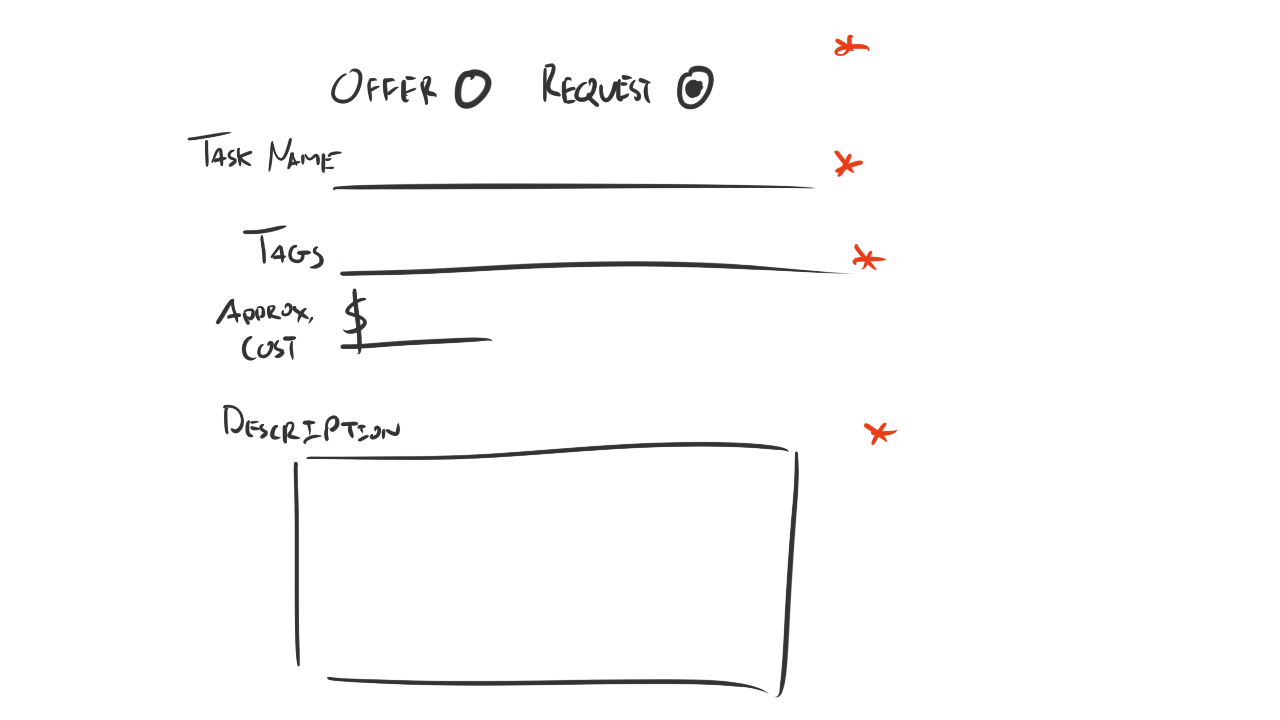 OFFER REQUEST *
TASK NAME *
TAGS *
APPROX. $
COST
DESCRIPTION *